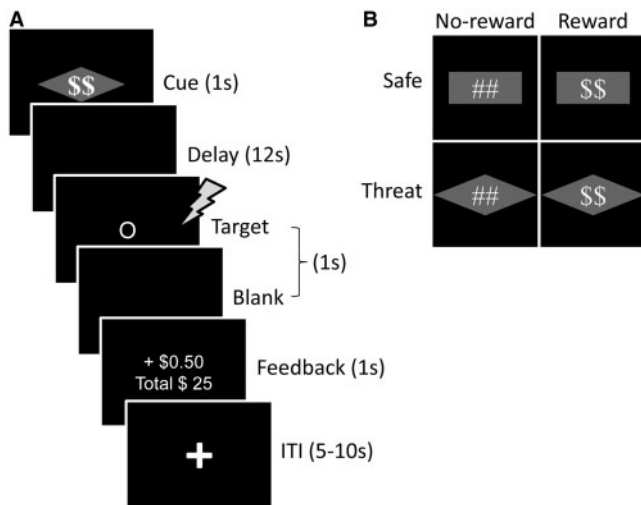 A
$$
Cue (1s)
Delay (12s)
O
Target
(1s)
Blank
+ $0.50
Total $ 25
Feedback (1s)
ITI (5-10s)
B
No-reward Reward
Safe ## $$
Threat ## $$